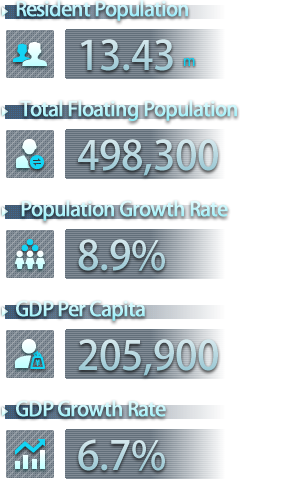 Resident Population
13.43 m
Total Floating Population
498,300
Population Growth Rate
8.9%
GDP Per Capita
205,900
GDP Growth Rate
6.7%